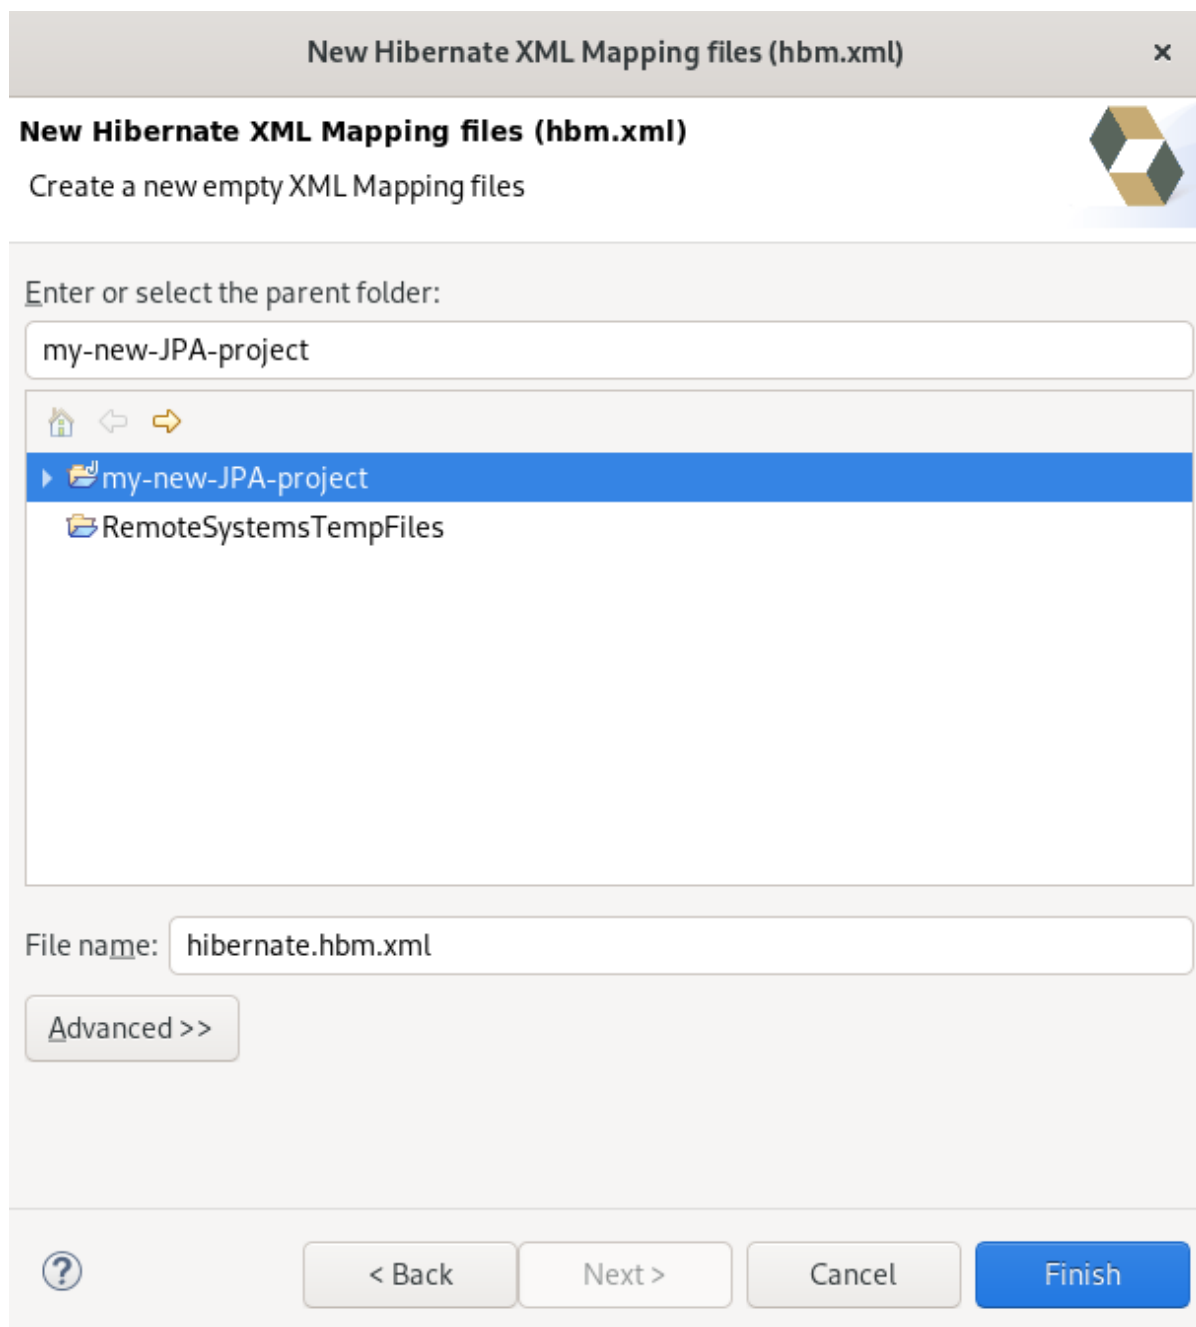 New Hibernate XML Mapping files (hbm.xml) ×
New Hibernate XML Mapping files (hbm.xml)
Create a new empty XML Mapping files
Enter or select the parent folder:
my-new-JPA-project
my-new-JPA-project
RemoteSystemsTempFiles
File name: hibernate.hbm.xml
Advanced >>
? < Back Next > Cancel Finish